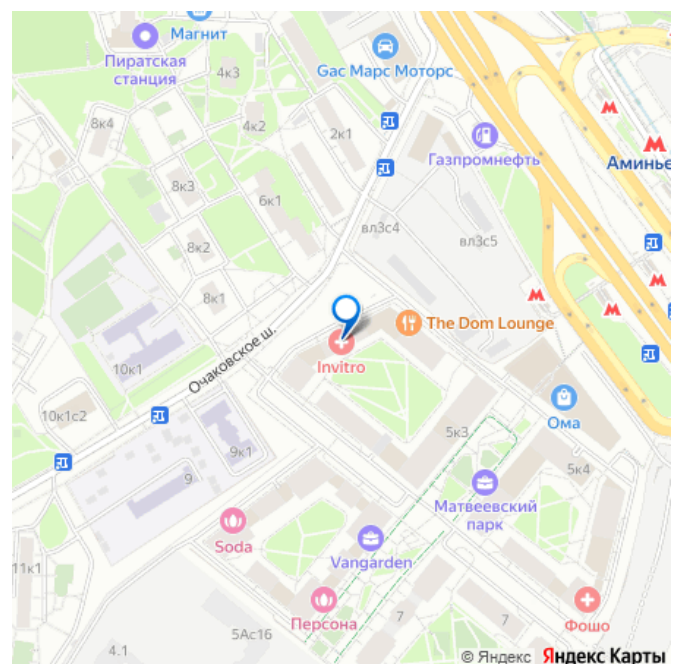 Магнит
Пиратская
станция
4к3
Gac Марс Моторс
8к4
4к2
2к1
Газпромнефть
Аминье
8к3
6к1
вл3с4
вл3с5
8к2
8к1
The Dom Lounge
Очаковское ш.
Invitro
10к1
10к1с2
Ома
5к3
9к1
5к4
9
Матвеевский
парк
Soda
Vangarden
11к1
Персона
7
7
Фошо
5Ас16
4.1
© Яндекс Яндекс Карты